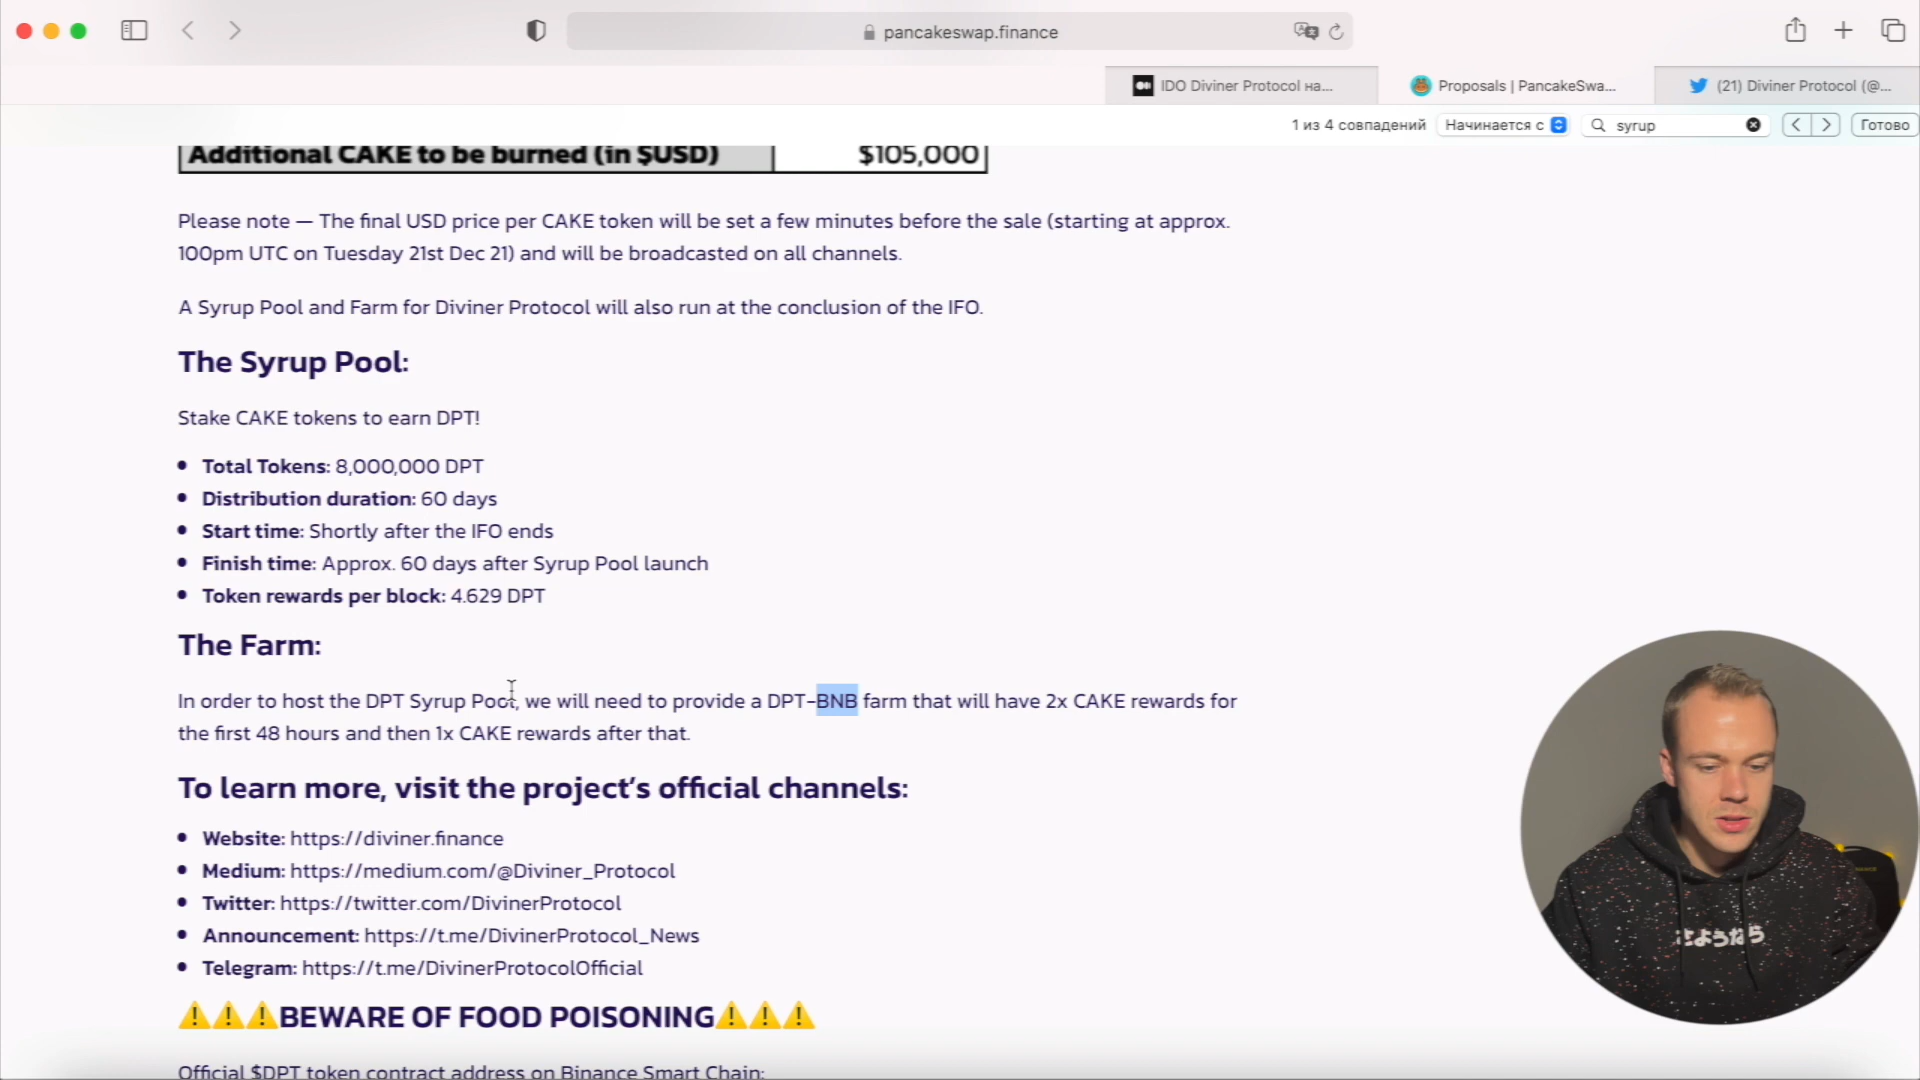 pancakeswap.finance
IDO Diviner Protocol на...
Proposals | PancakeSwa...
(21) Diviner Protocol (@...
1 из 4 совпадений
Начинается с
syrup
Готово
Additional CAKE to be burned (in $USD) $105,000
Please note — The final USD price per CAKE token will be set a few minutes before the sale (starting at approx.
100pm UTC on Tuesday 21st Dec 21) and will be broadcasted on all channels.
A Syrup Pool and Farm for Diviner Protocol will also run at the conclusion of the IFO.
The Syrup Pool:
Stake CAKE tokens to earn DPT!
Total Tokens: 8,000,000 DPT
Distribution duration: 60 days
Start time: Shortly after the IFO ends
Finish time: Approx. 60 days after Syrup Pool launch
Token rewards per block: 4.629 DPT
The Farm:
In order to host the DPT Syrup Pool, we will need to provide a DPT-BNB farm that will have 2x CAKE rewards for
the first 48 hours and then 1x CAKE rewards after that.
To learn more, visit the project’s official channels:
Website: https://diviner.finance
Medium: https://medium.com/@Diviner_Protocol
Twitter: https://twitter.com/DivinerProtocol
Announcement: https://t.me/DivinerProtocol_News
Telegram: https://t.me/DivinerProtocolOfficial
⚠️⚠️⚠️BEWARE OF FOOD POISONING⚠️⚠️⚠️
Official $DPT token contract address on Binance Smart Chain:
さようなら